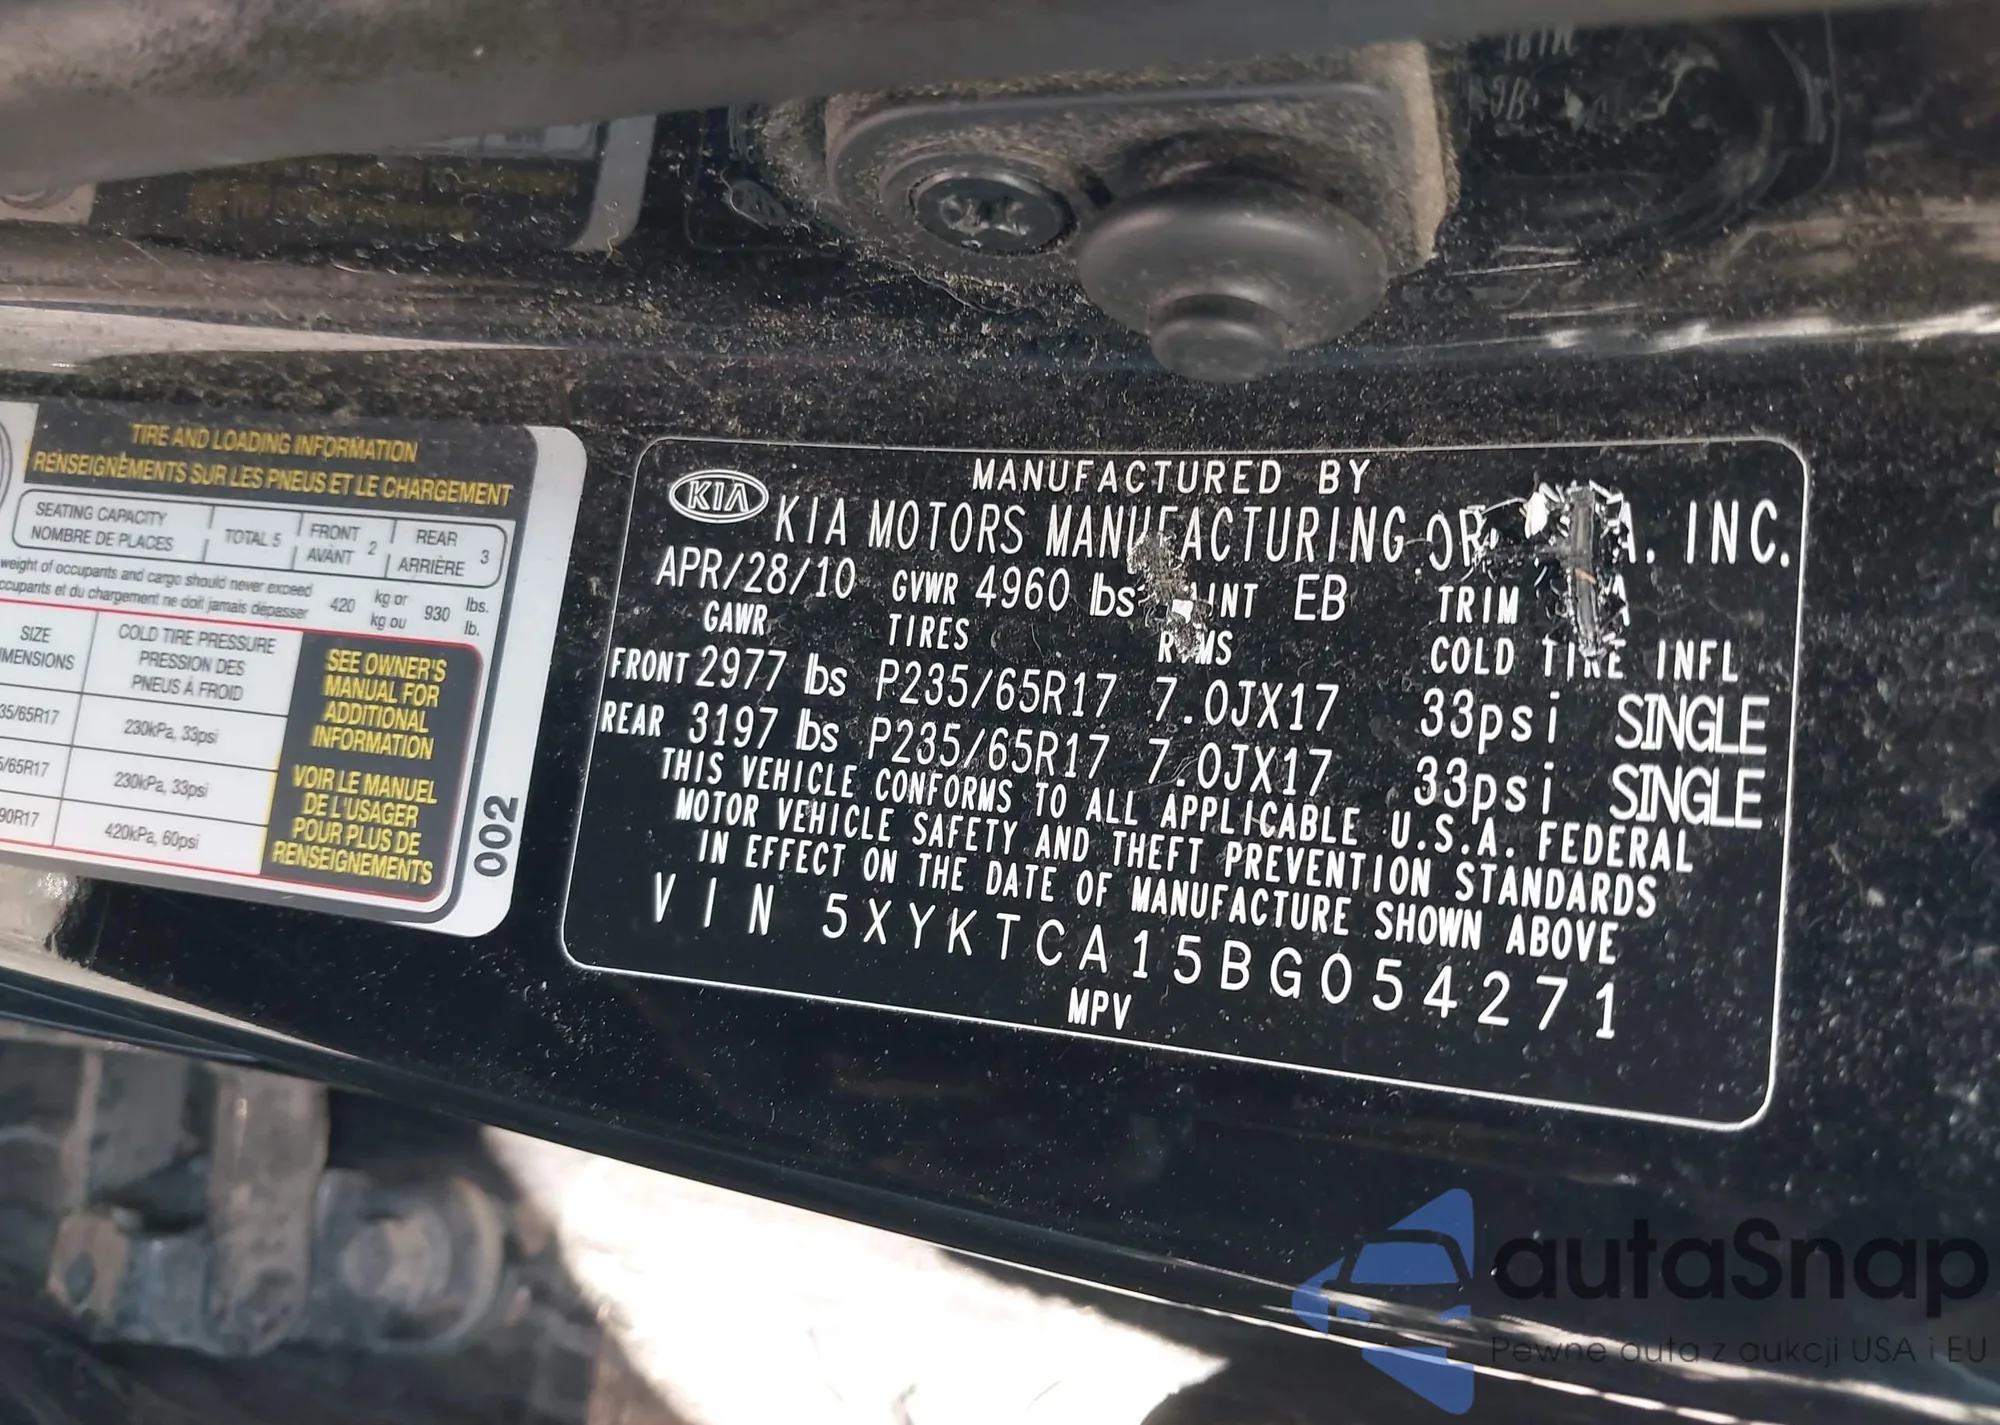 TIRE AND LOADING INFORMATION
RENSEIGNEMENTS SUR LES PNEUS ET LE CHARGEMENT
SEATING CAPACITY
NOMBRE DE PLACES
TOTAL 5
FRONT
AVANT
2
REAR
ARRIÈRE
3
weight of occupants and cargo should never exceed
occupants et du chargement ne doit jamais dépasser
420
kg or
kg ou
930
lbs.
lb.
SIZE
COLD TIRE PRESSURE
PRESSION DES
PNEUS À FROID
35/65R17
230kPa, 33psi
5/65R17
230kPa, 33psi
90R17
420kPa, 60psi
SEE OWNER'S
MANUAL FOR
ADDITIONAL
INFORMATION
VOIR LE MANUEL
DE L'USAGER
POUR PLUS DE
RENSEIGNEMENTS
002
MANUFACTURED BY
KIA KIA MOTORS MANUFACTURING INC.
APR/28/10 GVWR 4960 lbs EB TRIM
GAWR TIRES COLD TIRE INFL
FRONT 2977 lbs P235/65R17 7.0JX17 33psi SINGLE
REAR 3197 lbs P235/65R17 7.0JX17 33psi SINGLE
THIS VEHICLE CONFORMS TO ALL APPLICABLE U.S.A. FEDERAL
MOTOR VEHICLE SAFETY AND THEFT PREVENTION STANDARDS
IN EFFECT ON THE DATE OF MANUFACTURE SHOWN ABOVE
VIN 5XYKTCA15BG054271
MPV
autaSnap
Pewne auta z aukcji USA i EU